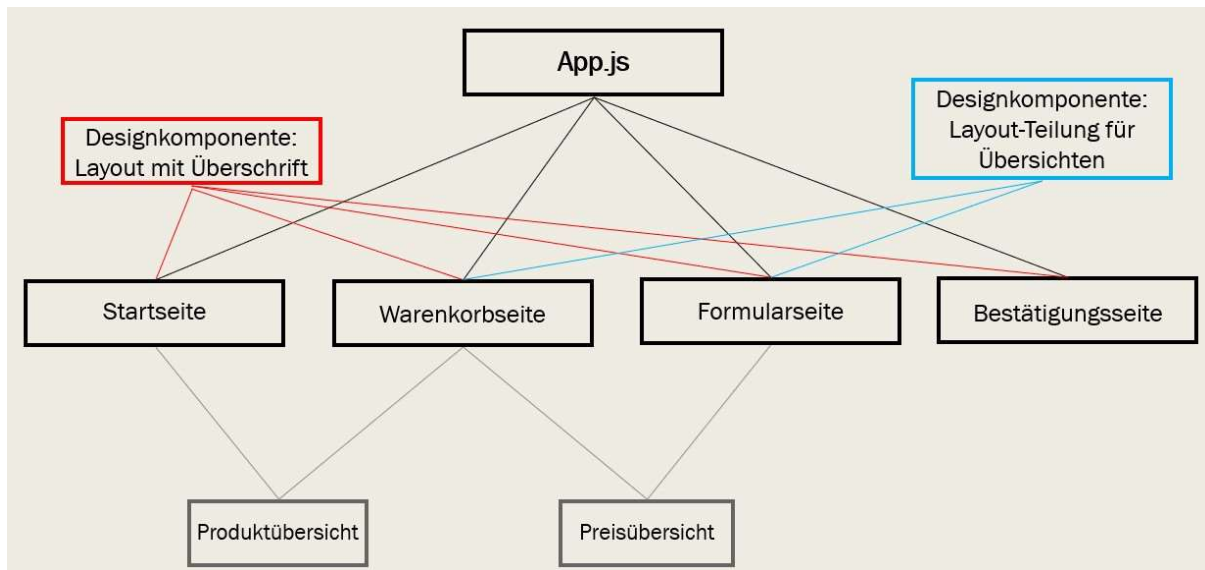 App.js
Designkomponente:
Layout mit Überschrift
Designkomponente:
Layout-Teilung für
Übersichten
Startseite
Warenkorbseite
Formularseite
Bestätigungsseite
Produktübersicht
Preisübersicht